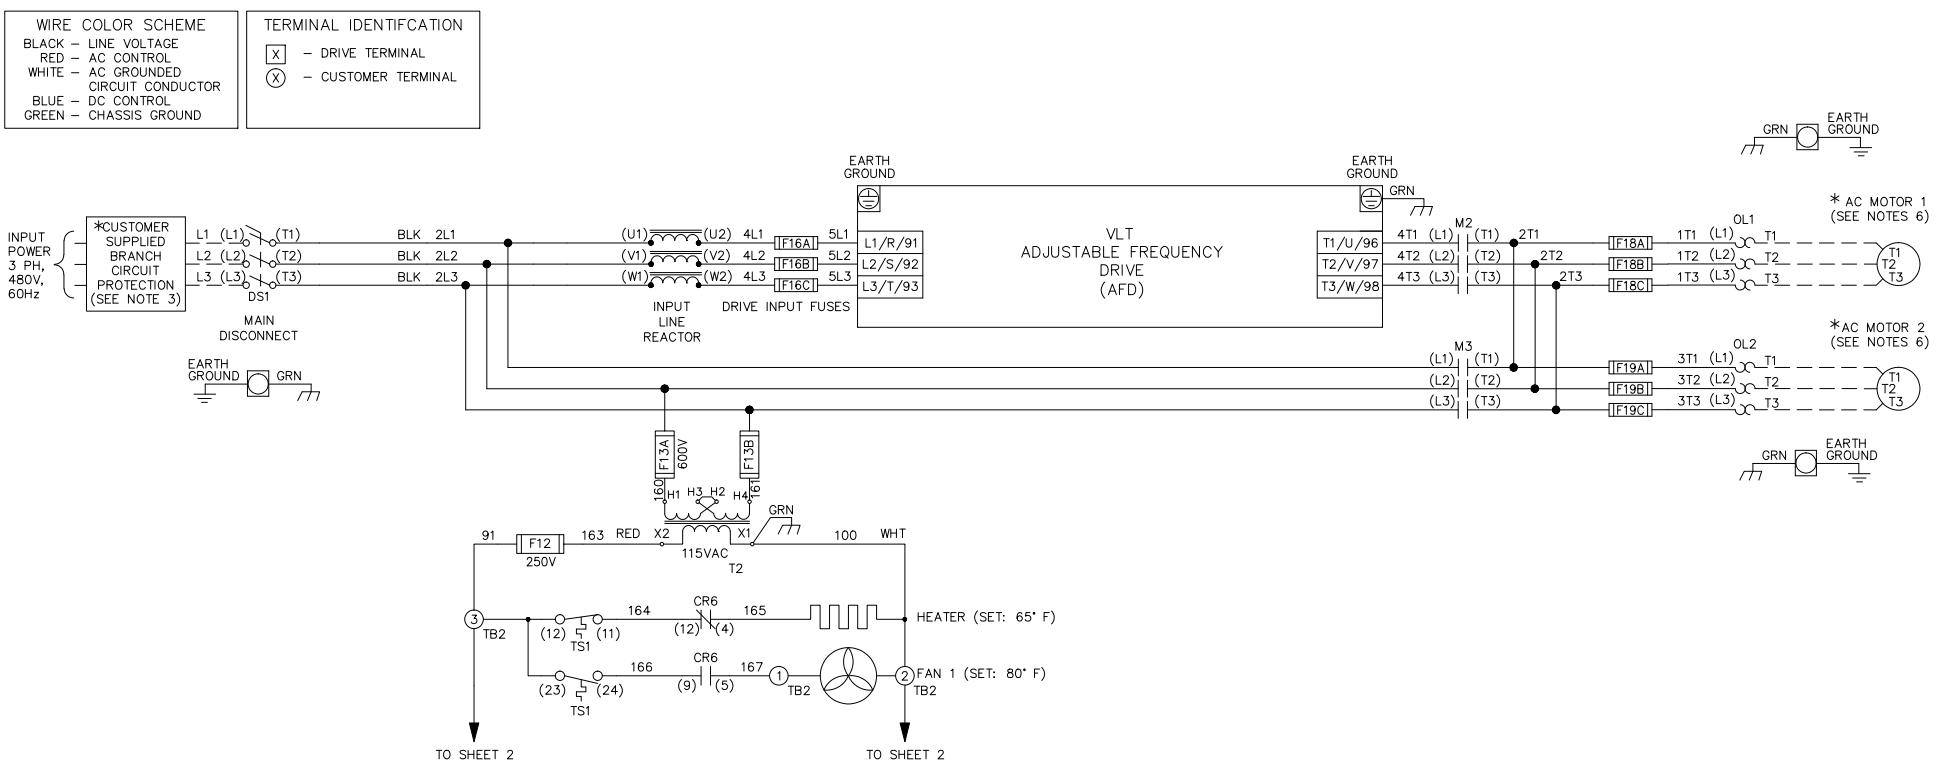 WIRE COLOR SCHEME
BLACK – LINE VOLTAGE
RED – AC CONTROL
WHITE – AC GROUNDED
CIRCUIT CONDUCTOR
BLUE – DC CONTROL
GREEN – CHASSIS GROUND
TERMINAL IDENTIFCATION
X – DRIVE TERMINAL
X – CUSTOMER TERMINAL
GRN
EARTH
GROUND
EARTH
GROUND
EARTH
GROUND
GRN
INPUT
POWER
3 PH,
480V,
60Hz
*CUSTOMER
SUPPLIED
BRANCH
CIRCUIT
PROTECTION
(SEE NOTE 3)
L1 (L1) (T1) BLK 2L1 (U1) (U2) 4L1 F16A 5L1 L1/R/91
L2 (L2) (T2) BLK 2L2 (V1) (V2) 4L2 F16B 5L2 L2/S/92
L3 (L3) (T3) BLK 2L3 (W1) (W2) 4L3 F16C 5L3 L3/T/93
DS1
MAIN
DISCONNECT
INPUT
LINE
REACTOR
DRIVE INPUT FUSES
VLT
ADJUSTABLE FREQUENCY
DRIVE
(AFD)
M2
OL1
* AC MOTOR 1
(SEE NOTES 6)
T1/U/96 4T1 (L1) (T1) 2T1 F18A 1T1 (L1) T1 T1
T2/V/97 4T2 (L2) (T2) 2T2 F18B 1T2 (L2) T2 T2
T3/W/98 4T3 (L3) (T3) 2T3 F18C 1T3 (L3) T3 T3
EARTH
GROUND
GRN
M3
OL2
*AC MOTOR 2
(SEE NOTES 6)
(L1) (T1) F19A 3T1 (L1) T1 T1
(L2) (T2) F19B 3T2 (L2) T2 T2
(L3) (T3) F19C 3T3 (L3) T3 T3
GRN
EARTH
GROUND
F13A
600V
F13B
160
161
H1 H3 H2 H4
GRN
91 F12 163 RED X2 X1 100 WHT
250V
115VAC
T2
3
TB2
(12) (11) 164 CR6 (12) (4) 165 HEATER (SET: 65° F)
TS1
(23) (24) 166 CR6 (9) (5) 167 1 TB2 2 TB2 FAN 1 (SET: 80° F)
TS1
TO SHEET 2
TO SHEET 2